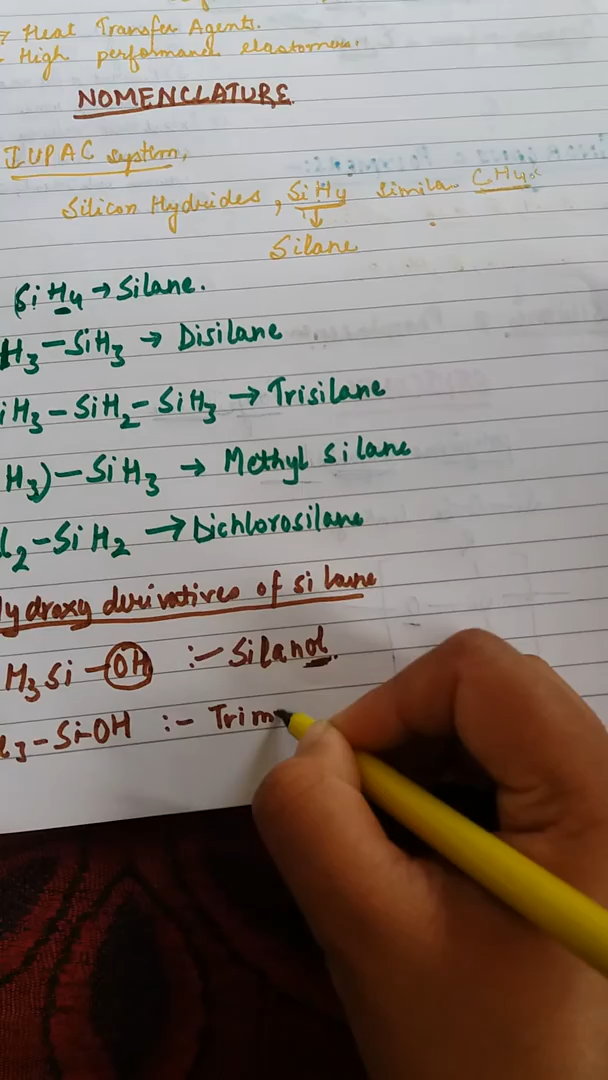 Heat Transfer Agents.
High performance elastomers.
NOMENCLATURE
IUPAC system,
Silicon Hydrides, SiH4 similar CH4
Silane
SiH4 → Silane.
H3 - SiH3 → Disilane
iH3 - SiH2 - SiH3 → Trisilane
H3) - SiH3 → Methyl silane
l2 - SiH2 → Dichlorosilane
ydroxy derivatives of silane
H3Si - OH :- Silanol.
3 - Si-OH :- Trim